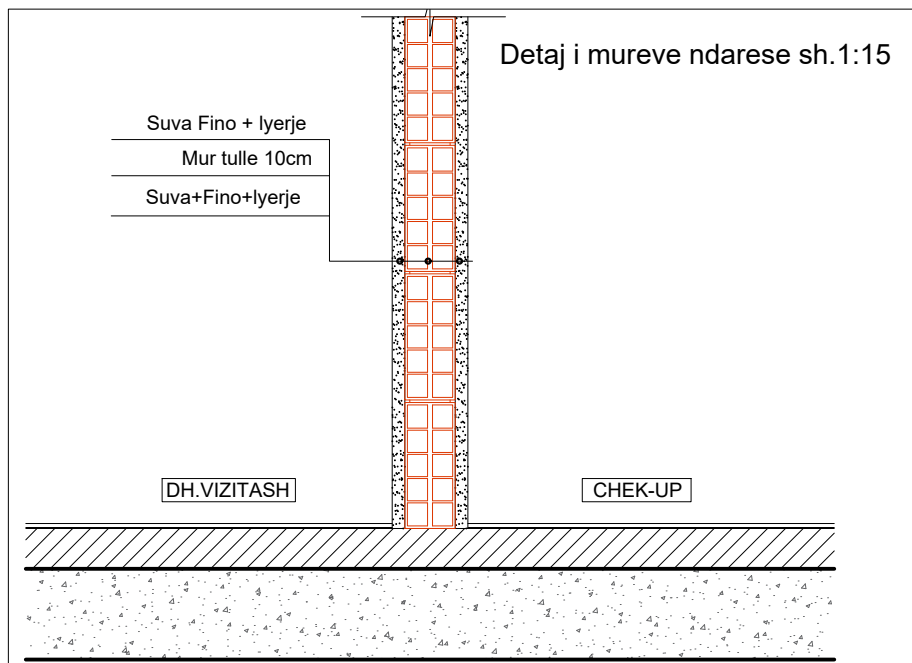 Detaj i mureve ndarese sh.1:15
Suva Fino + lyerje
Mur tulle 10cm
Suva+Fino+lyerje
DH.VIZITASH
CHEK-UP